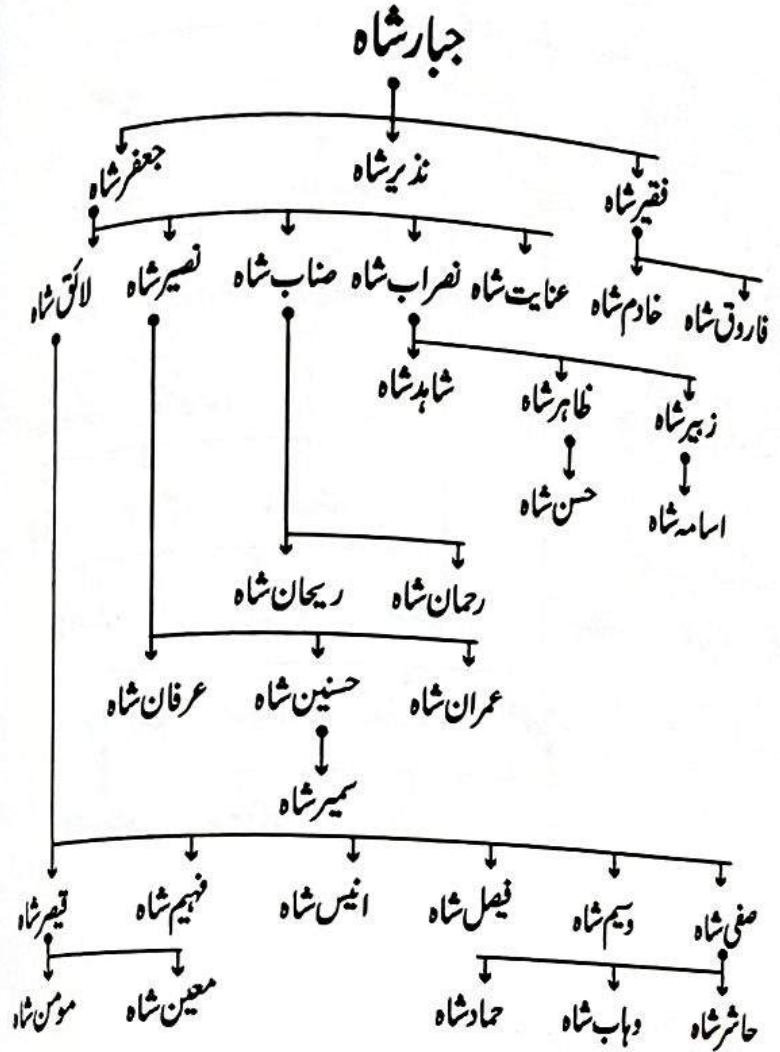 جبار شاہ
فقیر شاہ نذیر شاہ جعفر شاہ
فاروق شاہ خادم شاہ عنایت شاہ نصراب شاہ صناب شاہ نصیر شاہ لائق شاہ
زبیر شاہ ظاہر شاہ شاہد شاہ
اسامہ شاہ حسن شاہ
رحمان شاہ ریحان شاہ
عمران شاہ حسنین شاہ عرفان شاہ
سمیر شاہ
صفی شاہ وسیم شاہ فیصل شاہ انیس شاہ فہیم شاہ قیصر شاہ
حاشر شاہ وہاب شاہ حماد شاہ معین شاہ مومن شاہ